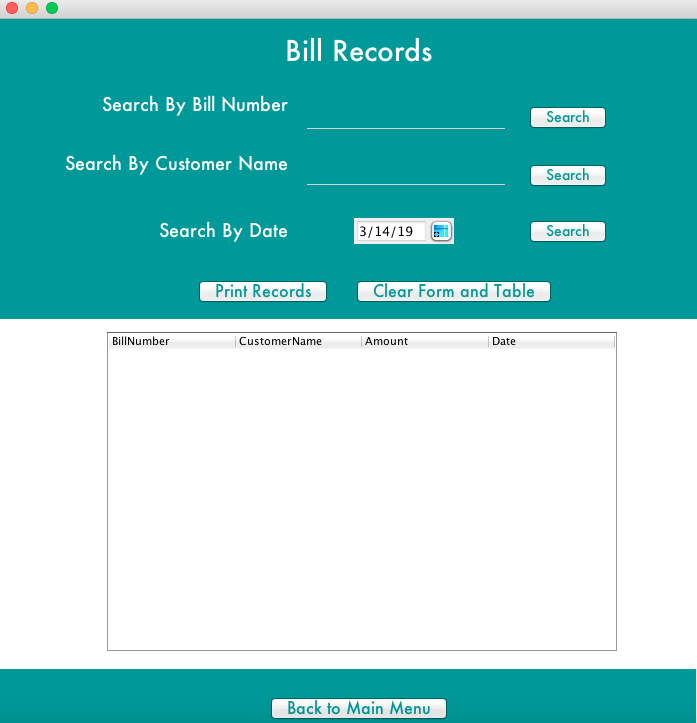 Bill Records
Search By Bill Number
Search
Search By Customer Name
Search
Search By Date 3/14/19
Search
Print Records Clear Form and Table
BillNumber CustomerName Amount Date
Back to Main Menu